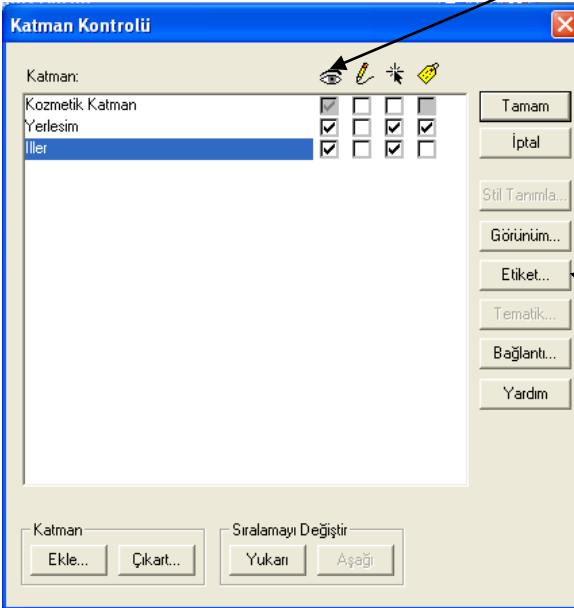 Katman Kontrolü
Katman:
Kozmetik Katman
Yerlesim
Iller
Tamam
İptal
Stil Tanımla...
Görünüm...
Etiket...
Tematik...
Bağlantı...
Yardım
Katman
Ekle...
Çıkart...
Sıralamayı Değiştir
Yukarı
Aşağı